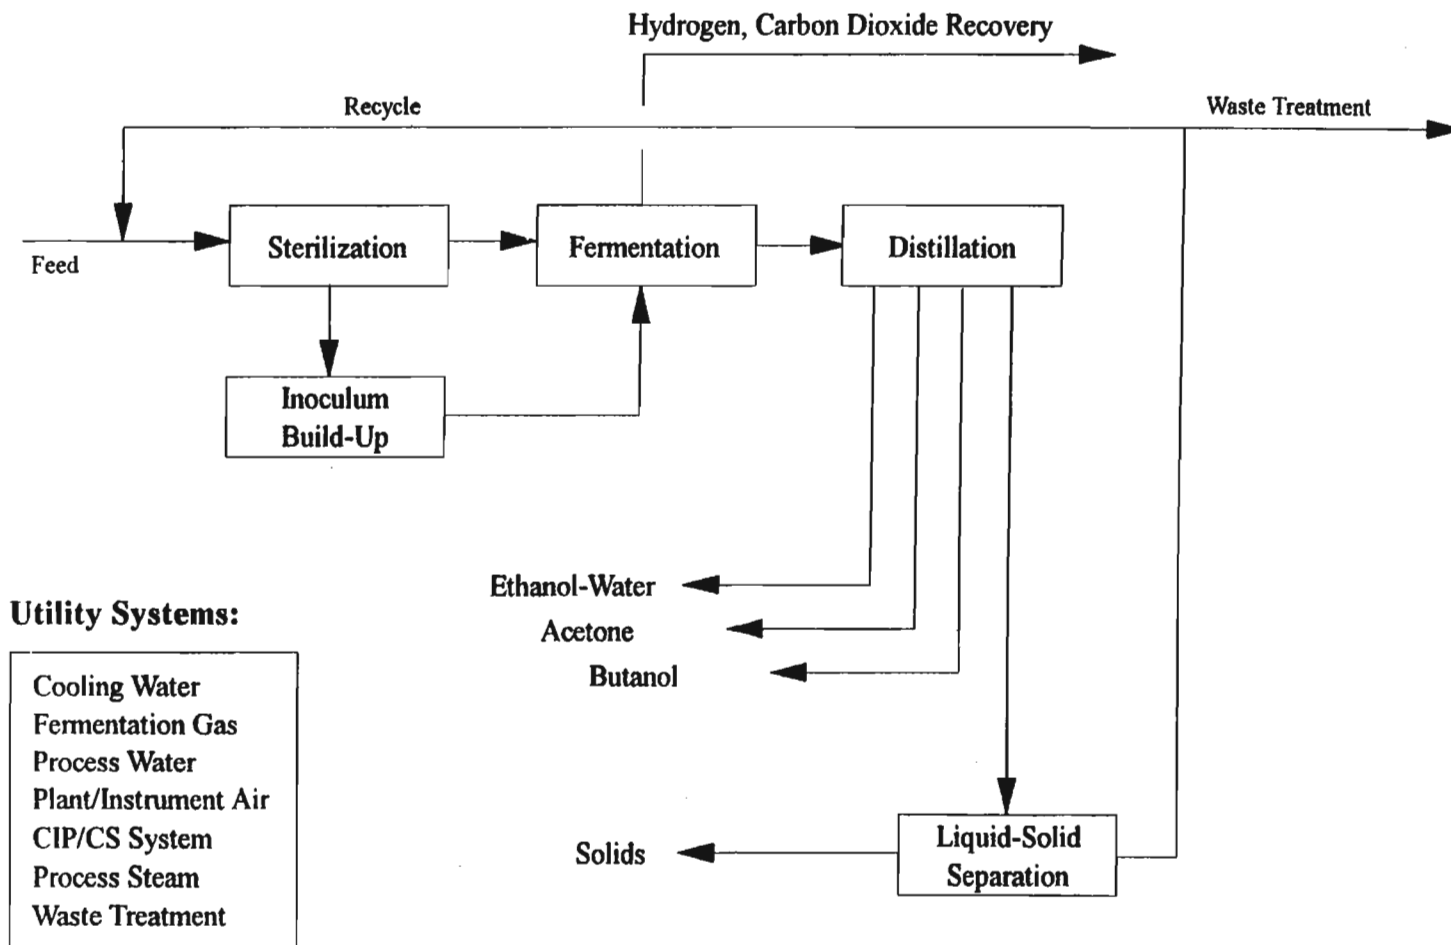 Hydrogen, Carbon Dioxide Recovery
Recycle
Waste Treatment
Feed
Sterilization
Fermentation
Distillation
Inoculum
Build-Up
Ethanol-Water
Acetone
Butanol
Utility Systems:
Cooling Water
Fermentation Gas
Process Water
Plant/Instrument Air
CIP/CS System
Process Steam
Waste Treatment
Solids
Liquid-Solid
Separation